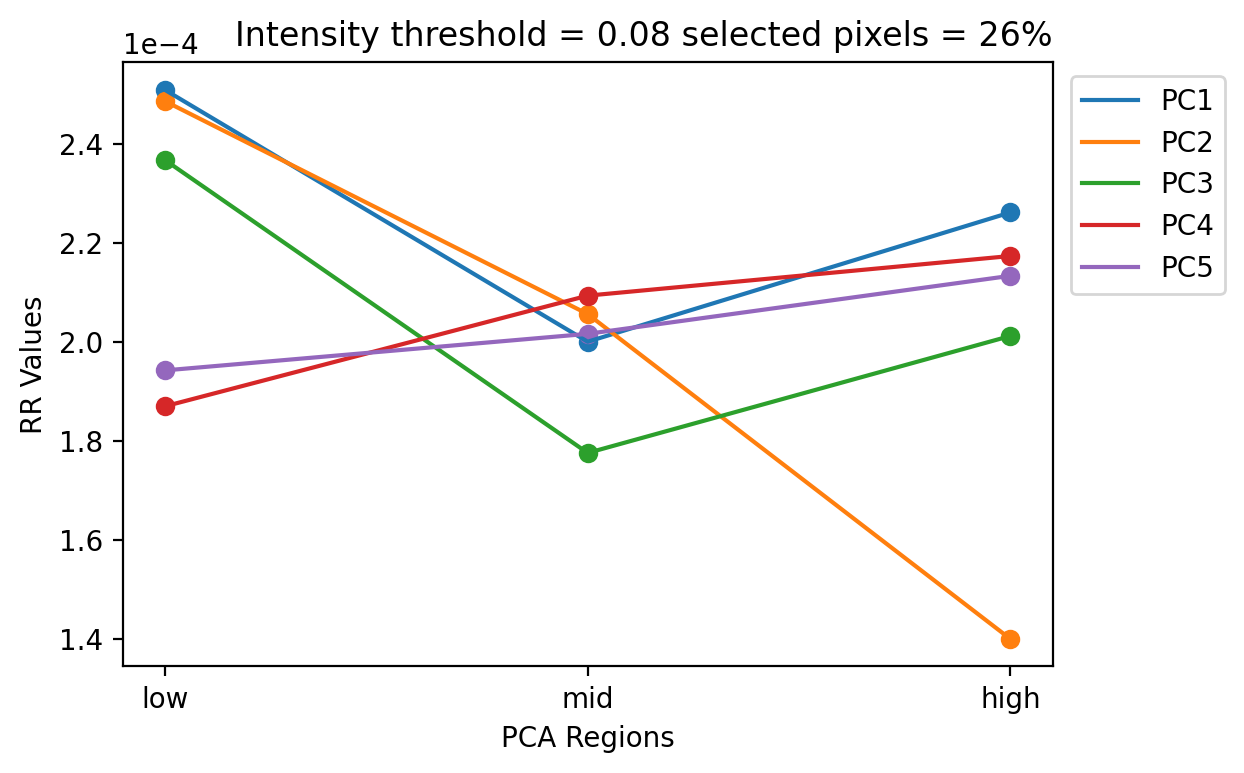 1e−4
Intensity threshold = 0.08 selected pixels = 26%
PC1
PC2
PC3
PC4
PC5
RR Values
2.4
2.2
2.0
1.8
1.6
1.4
low mid high
PCA Regions